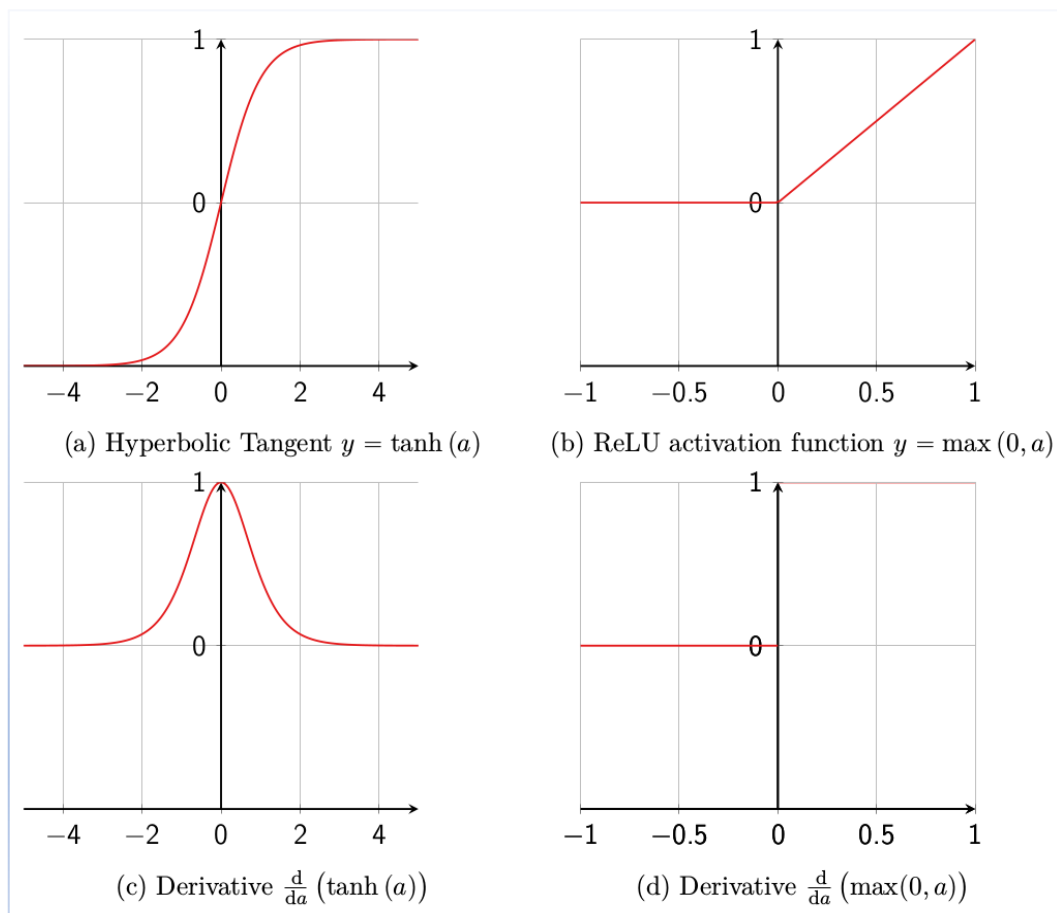 1
1
0
0
−4 −2 0 2 4
−1 −0.5 0 0.5 1
(a) Hyperbolic Tangent y = tanh (a)
(b) ReLU activation function y = max (0, a)
1
1
0
0
−4 −2 0 2 4
−1 −0.5 0 0.5 1
(c) Derivative d/da (tanh (a))
(d) Derivative d/da (max(0, a))